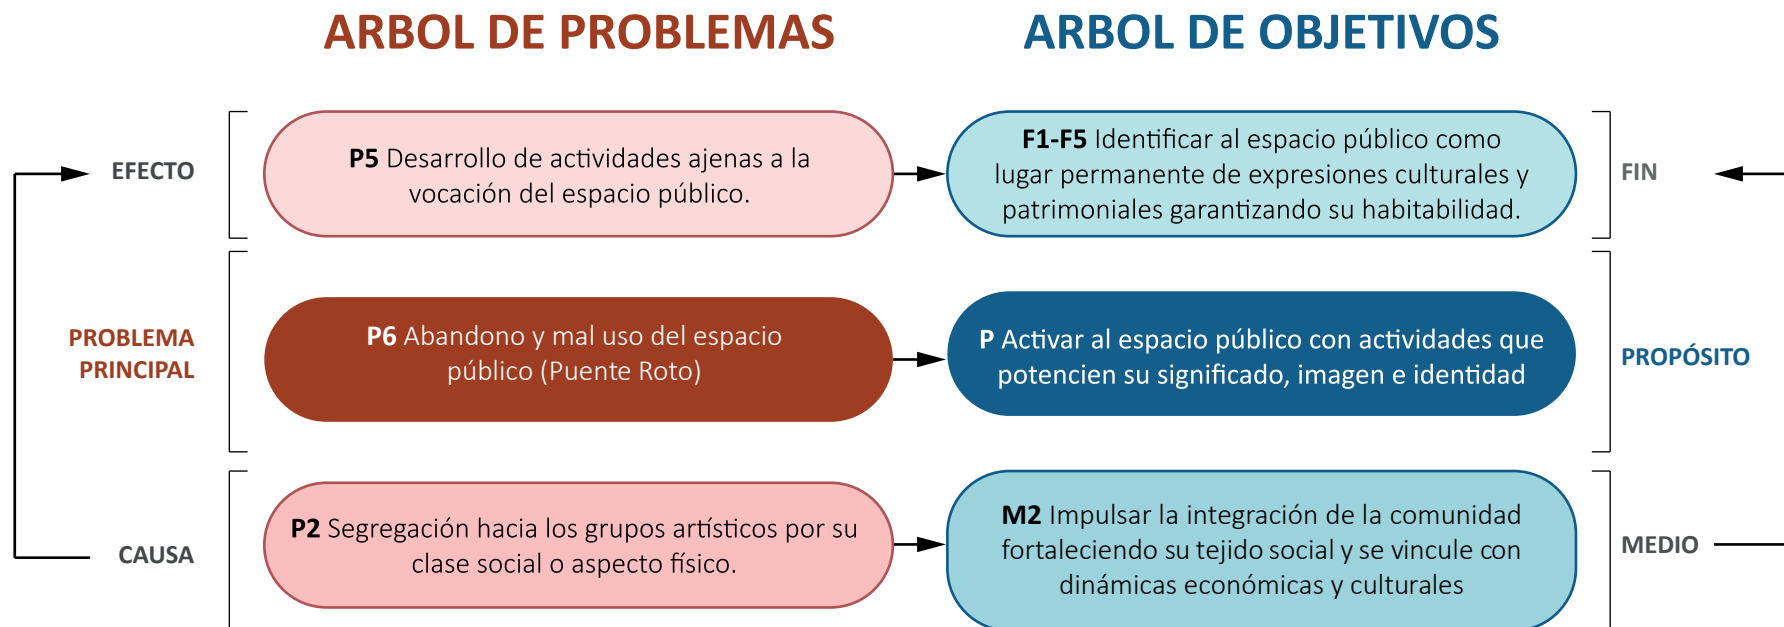 ARBOL DE PROBLEMAS
ARBOL DE OBJETIVOS
EFECTO
P5 Desarrollo de actividades ajenas a la
vocación del espacio público.
F1-F5 Identificar al espacio público como
lugar permanente de expresiones culturales y
patrimoniales garantizando su habitabilidad.
FIN
PROBLEMA
PRINCIPAL
P6 Abandono y mal uso del espacio
público (Puente Roto)
P Activar al espacio público con actividades que
potencien su significado, imagen e identidad
PROPÓSITO
CAUSA
P2 Segregación hacia los grupos artísticos por su
clase social o aspecto físico.
M2 Impulsar la integración de la comunidad
fortaleciendo su tejido social y se vincule con
dinámicas económicas y culturales
MEDIO